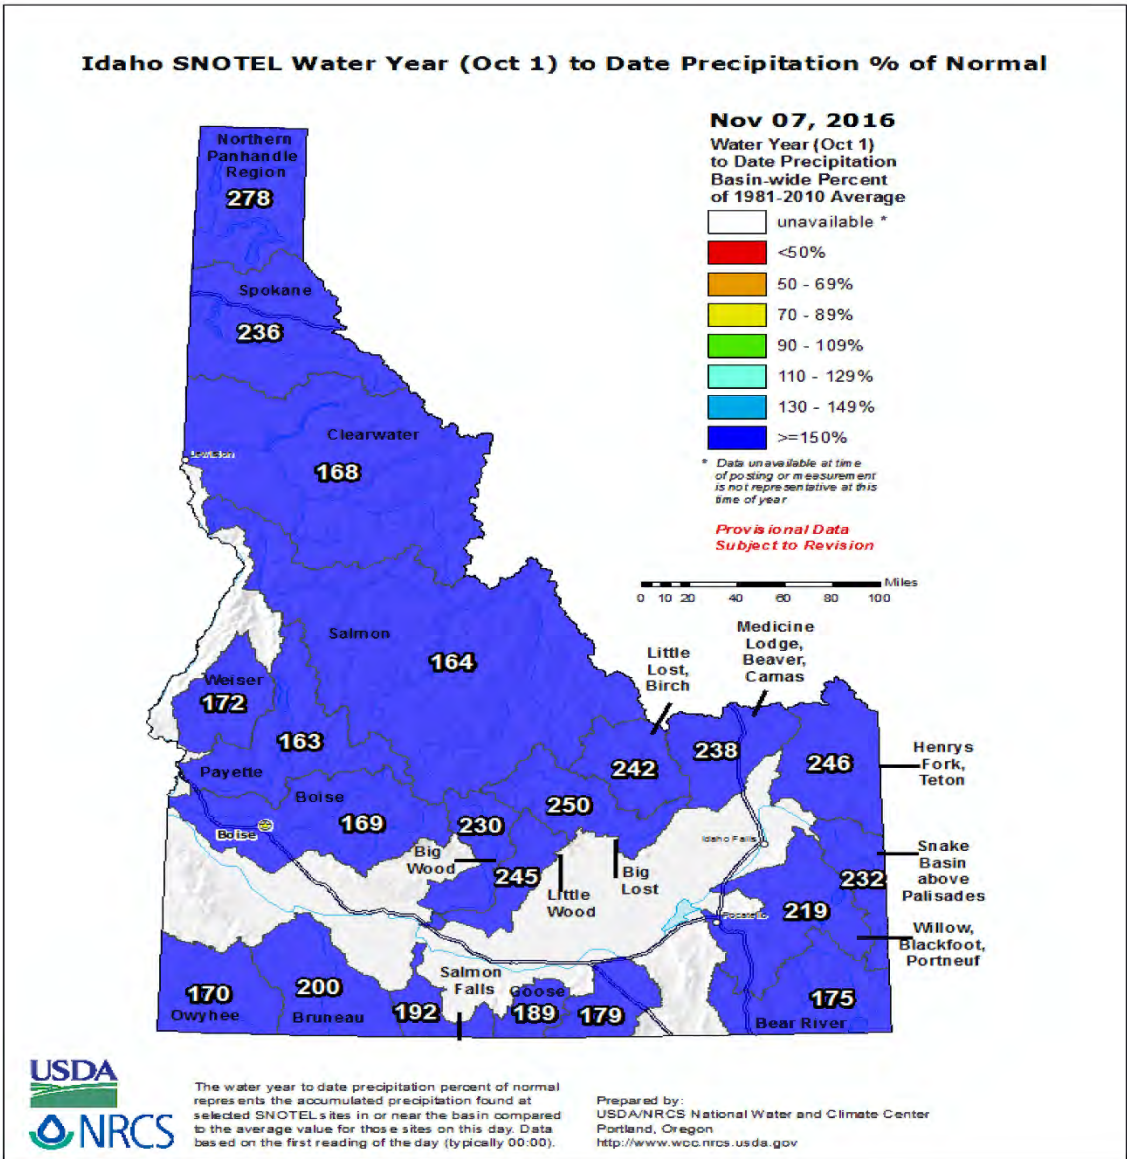 Idaho SNOTEL Water Year (Oct 1) to Date Precipitation % of Normal
Nov 07, 2016
Water Year (Oct 1)
to Date Precipitation
Basin-wide Percent
of 1981-2010 Average
unavailable *
<50%
50 - 69%
70 - 89%
90 - 109%
110 - 129%
130 - 149%
>=150%
* Data unavailable at time
of posting or measurement
is not representative at this
time of year
Provisional Data
Subject to Revision
Miles
0 10 20 40 60 80 100
Northern
Panhandle
Region
278
Spokane
236
Clearwater
168
Lewiston
Salmon
164
Weiser
172
163
Payette
Boise
169
Boise
230
Big
Wood
245
Little
Wood
250
Big
Lost
242
Little
Lost,
Birch
238
Medicine
Lodge,
Beaver,
Camas
246
Henrys
Fork,
Teton
Idaho Falls
232
Snake
Basin
above
Palisades
219
Willow,
Blackfoot,
Portneuf
Pocatello
175
Bear River
170
Owyhee
200
Bruneau
192
Salmon
Falls
Goose
189
179
USDA
NRCS
The water year to date precipitation percent of normal
represents the accumulated precipitation found at
selected SNOTEL sites in or near the basin compared
to the average value for those sites on this day. Data
based on the first reading of the day (typically 00:00).
Prepared by:
USDA/NRCS National Water and Climate Center
Portland, Oregon
http://www.wcc.nrcs.usda.gov